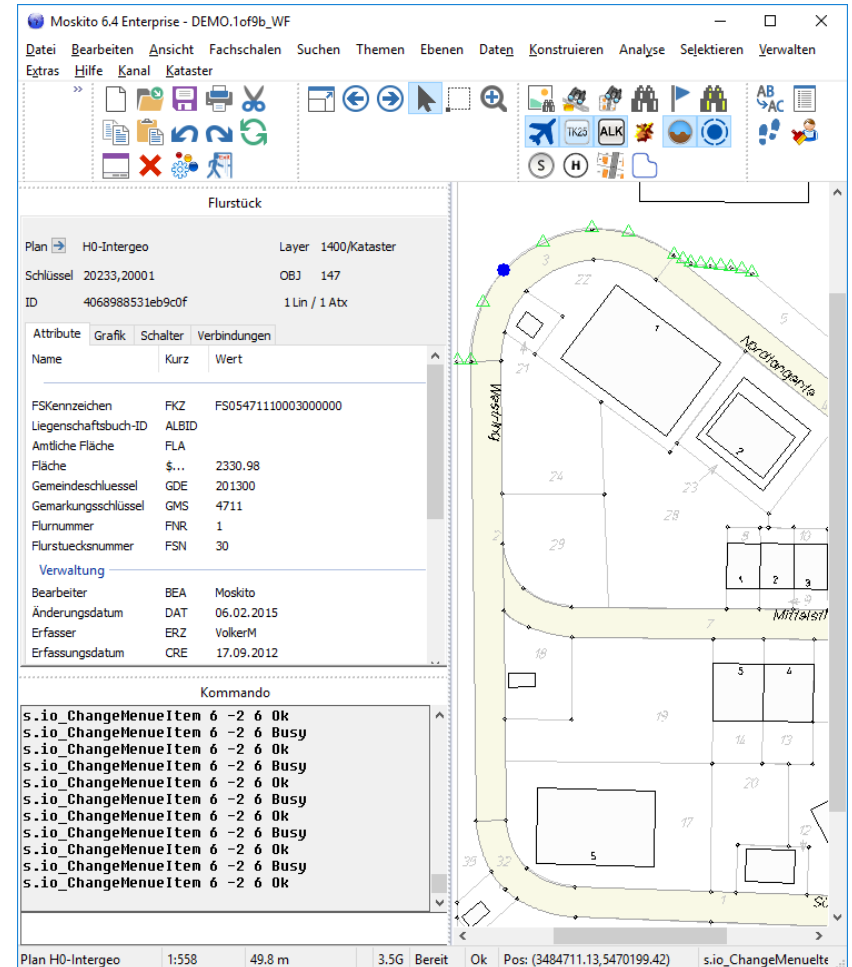 Moskito 6.4 Enterprise - DEMO.1of9b_WF
Datei Bearbeiten Ansicht Fachschalen Suchen Themen Ebenen Daten Konstruieren Analyse Selektieren Verwalten
Extras Hilfe Kanal Kataster
AB
AC
TK25 ALK
S H
Flurstück
Plan H0-Intergeo Layer 1400/Kataster
Schlüssel 20233,20001 OBJ 147
ID 4068988531eb9c0f 1 Lin / 1 Atx
Attribute Grafik Schalter Verbindungen
Name Kurz Wert
FSKennzeichen FKZ FS05471110003000000
Liegenschaftsbuch-ID ALBID
Amtliche Fläche FLA
Fläche $... 2330.98
Gemeindeschluessel GDE 201300
Gemarkungsschlüssel GMS 4711
Flurnummer FNR 1
Flurstuecksnummer FSN 30
Verwaltung
Bearbeiter BEA Moskito
Änderungsdatum DAT 06.02.2015
Erfasser ERZ VolkerM
Erfassungsdatum CRE 17.09.2012
Kommando
s.io_ChangeMenueItem 6 -2 6 Ok
s.io_ChangeMenueItem 6 -2 6 Busy
s.io_ChangeMenueItem 6 -2 6 Ok
s.io_ChangeMenueItem 6 -2 6 Busy
s.io_ChangeMenueItem 6 -2 6 Ok
s.io_ChangeMenueItem 6 -2 6 Busy
s.io_ChangeMenueItem 6 -2 6 Ok
s.io_ChangeMenueItem 6 -2 6 Busy
s.io_ChangeMenueItem 6 -2 6 Ok
s.io_ChangeMenueItem 6 -2 6 Busy
s.io_ChangeMenueItem 6 -2 6 Ok
3
22
5
1
Nordtangente
4
21
Westring
2
24
23
28
2
29
8 10
1 2 3
4 9
Mittelst
7
18
5 4
19
14 13
20
17
12
5
35 32
1
Sü
Plan H0-Intergeo 1:558 49.8 m 3.5G Bereit Ok Pos: (3484711.13,5470199.42) s.io_ChangeMenueIte